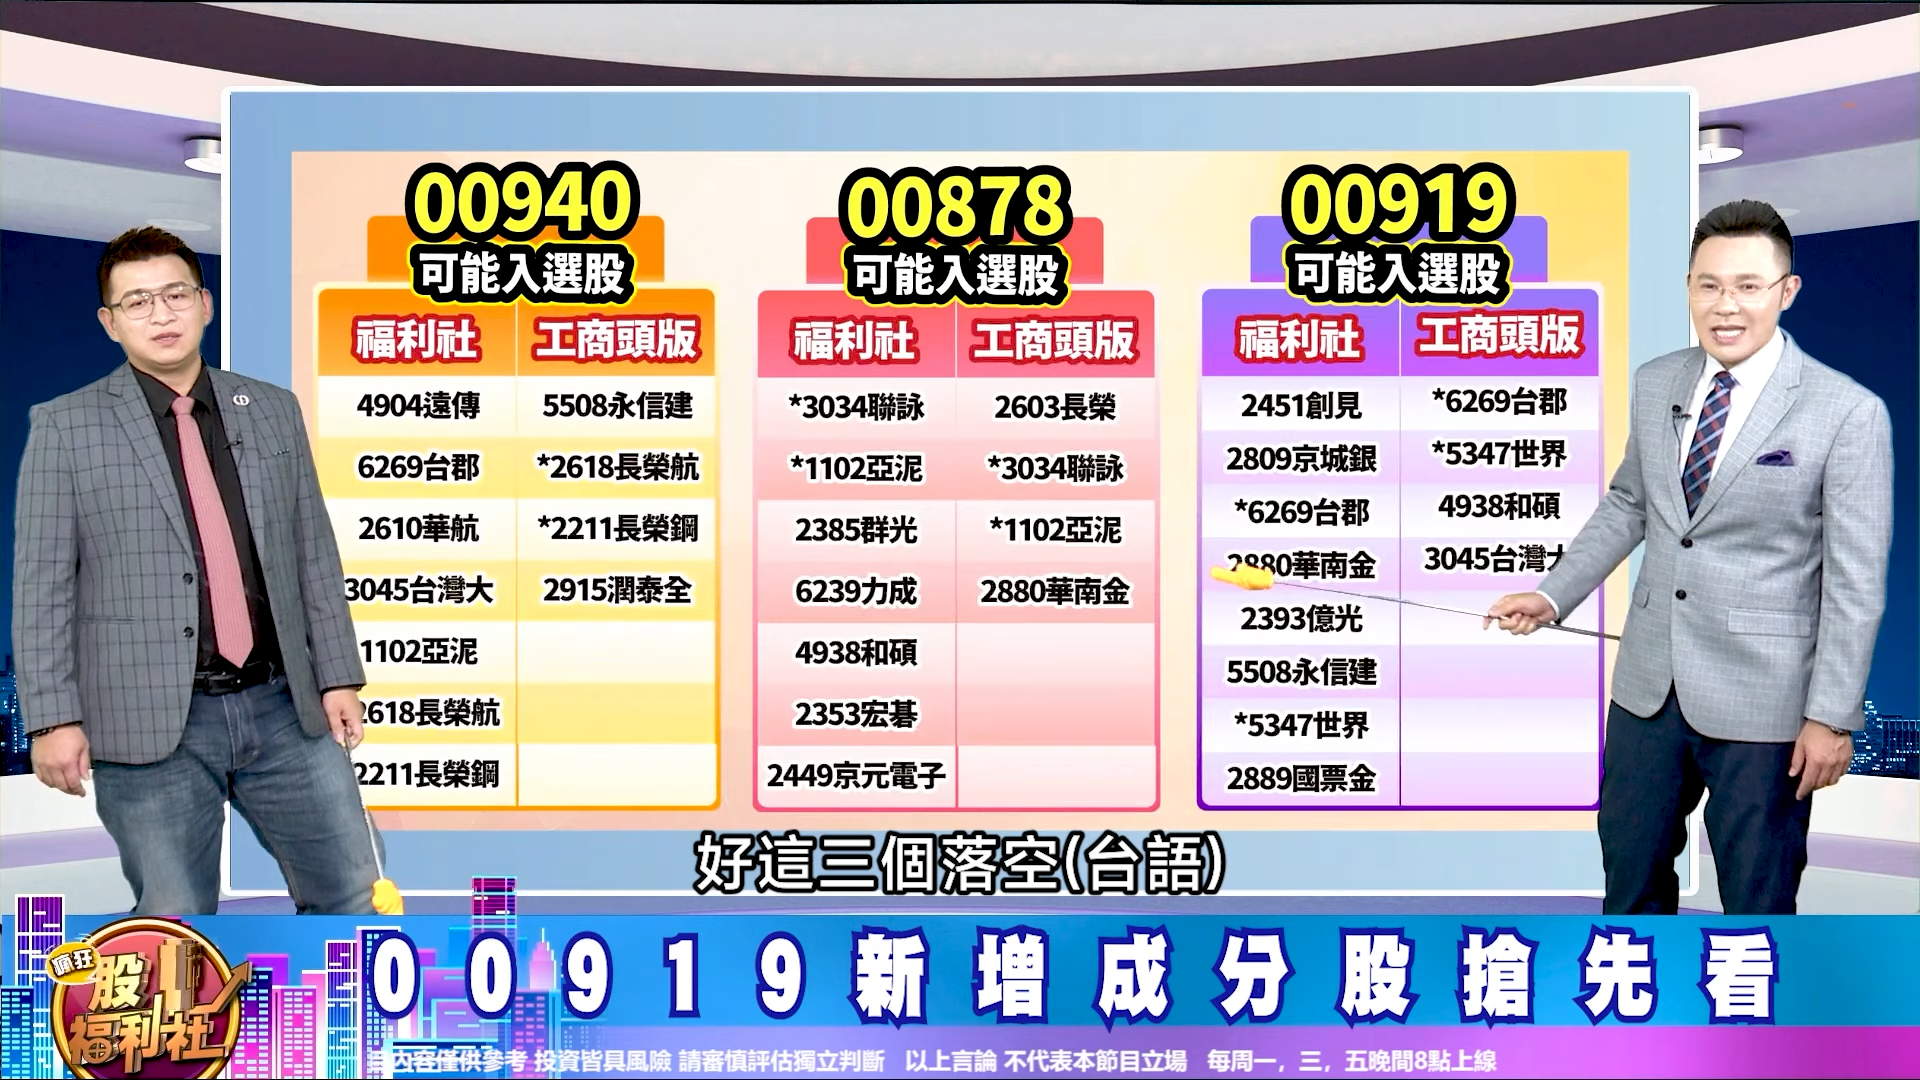 00940
可能入選股
福利社 工商頭版
4904遠傳 5508永信建
6269台郡 *2618長榮航
2610華航 *2211長榮鋼
3045台灣大 2915潤泰全
1102亞泥
2618長榮航
2211長榮鋼
00878
可能入選股
福利社 工商頭版
*3034聯詠 2603長榮
*1102亞泥 *3034聯詠
2385群光 *1102亞泥
6239力成 2880華南金
4938和碩
2353宏碁
2449京元電子
00919
可能入選股
福利社 工商頭版
2451創見 *6269台郡
2809京城銀 *5347世界
*6269台郡 4938和碩
2880華南金 3045台灣大
2393億光
5508永信建
*5347世界
2889國票金
好這三個落空(台語)
00919新增成分股搶先看
瘋狂
股
福利社
內容僅供參考 投資皆具風險 請審慎評估獨立判斷 以上言論 不代表本節目立場 每周一，三，五晚間8點上線